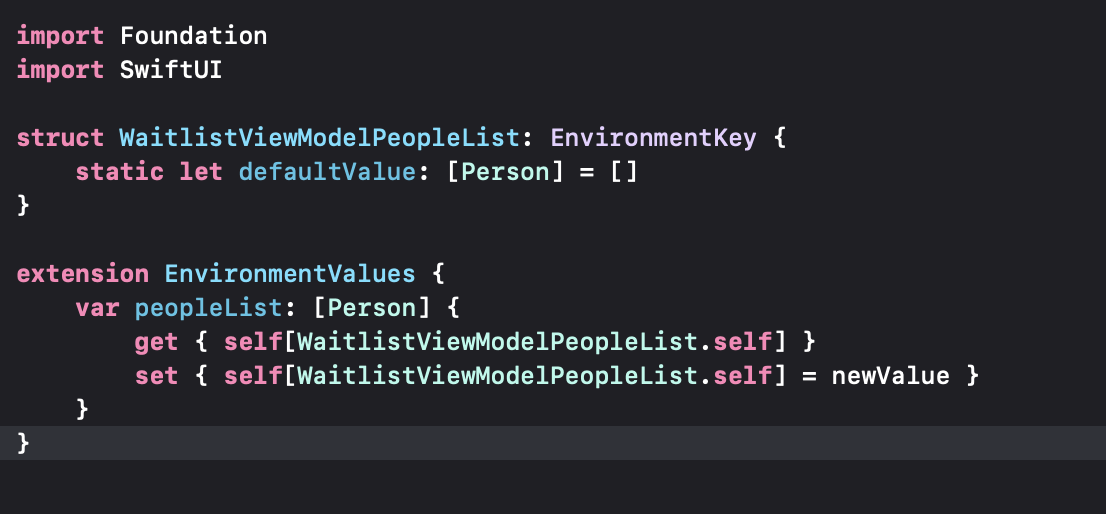 import Foundation
import SwiftUI
struct WaitlistViewModelPeopleList: EnvironmentKey {
    static let defaultValue: [Person] = []
}
extension EnvironmentValues {
    var peopleList: [Person] {
        get { self[WaitlistViewModelPeopleList.self] }
        set { self[WaitlistViewModelPeopleList.self] = newValue }
    }
}